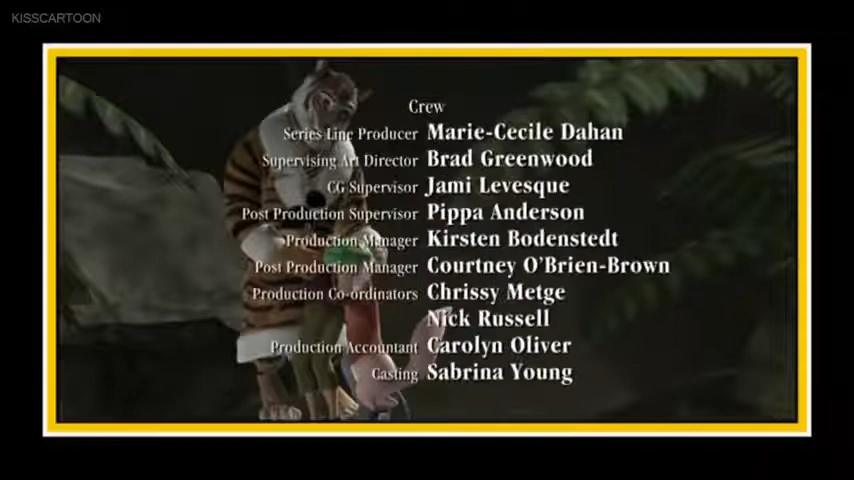 KISSCARTOON
Crew
Series Line Producer Marie-Cecile Dahan
Supervising Art Director Brad Greenwood
CG Supervisor Jami Levesque
Post Production Supervisor Pippa Anderson
Production Manager Kirsten Bodenstedt
Post Production Manager Courtney O'Brien-Brown
Production Co-ordinators Chrissy Metge
Nick Russell
Production Accountant Carolyn Oliver
Casting Sabrina Young